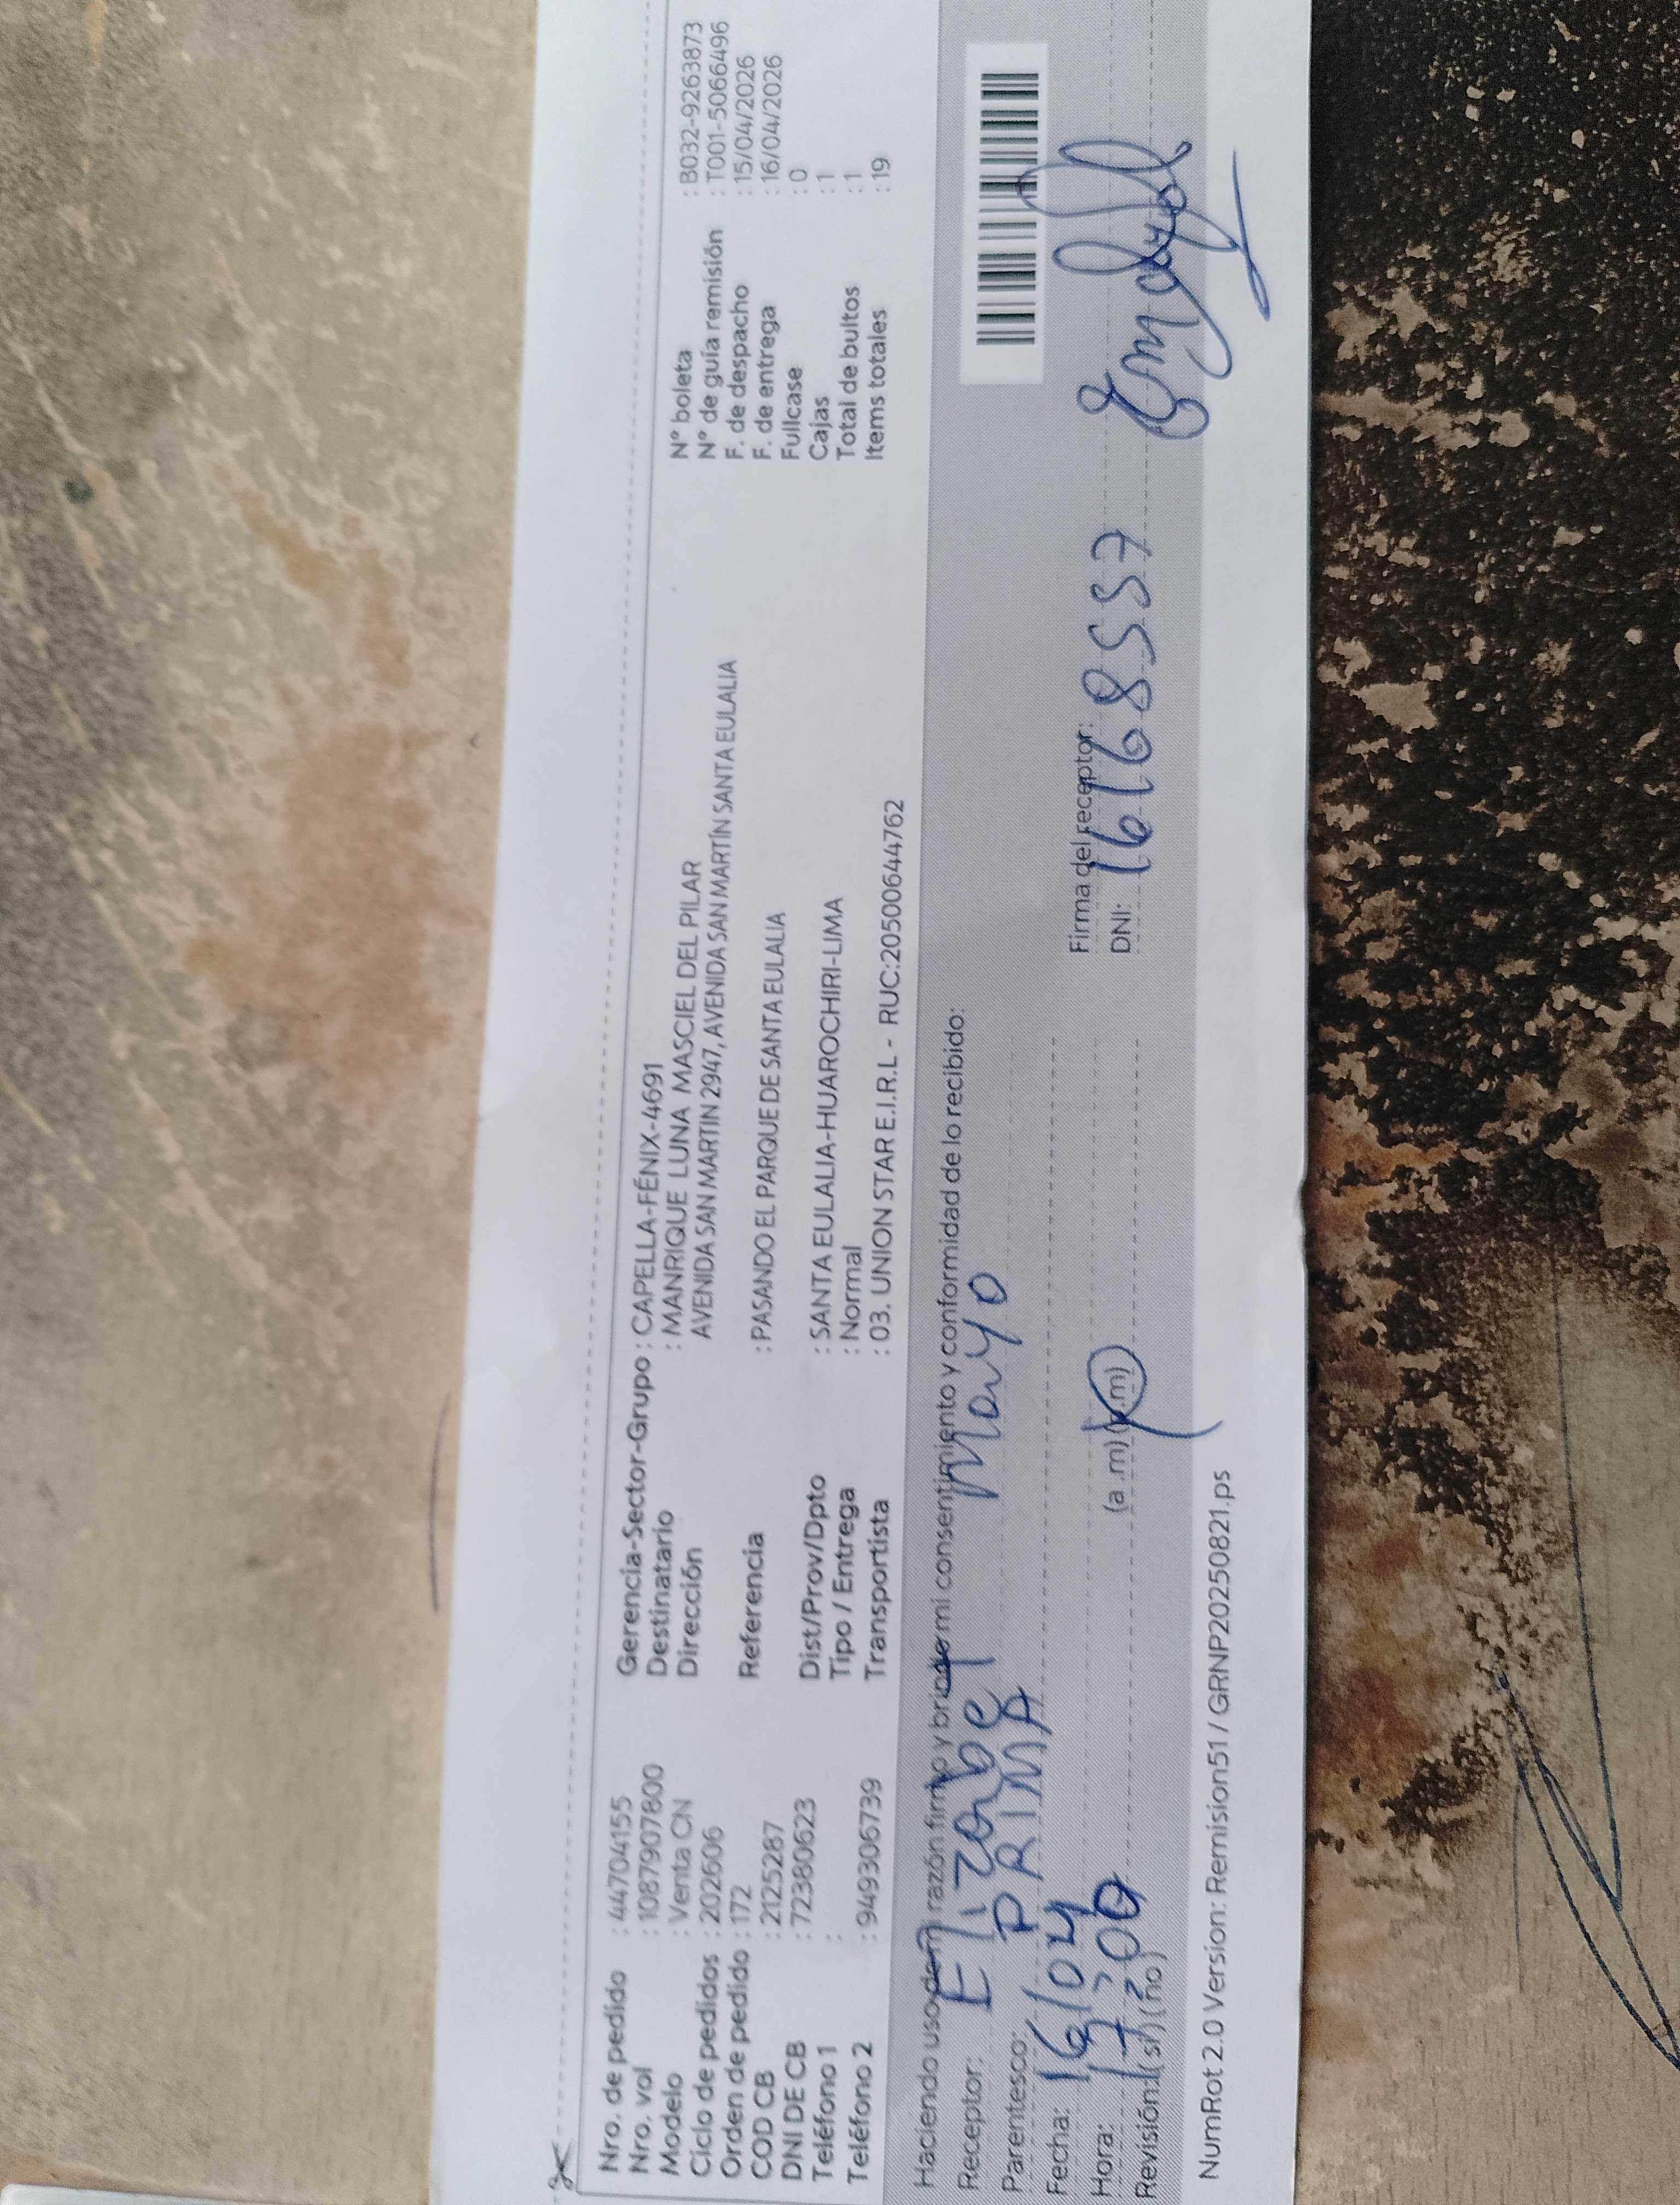 Nro. de pedido : 447704155
Nro. vol : 1087907800
Modelo : Venta CN
Ciclo de pedidos : 202606
Orden de pedido : 172
COD CB : 2125287
DNI DE CB : 72380623
Teléfono 1 :
Teléfono 2 : 949306739
Gerencia-Sector-Grupo : CAPELLA-FÉNIX-4691
Destinatario : MANRIQUE LUNA MASCIEL DEL PILAR
Dirección AVENIDA SAN MARTIN 2947, AVENIDA SAN MARTÍN SANTA EULALIA
Referencia : PASANDO EL PARQUE DE SANTA EULALIA
Dist/Prov/Dpto : SANTA EULALIA-HUAROCHIRI-LIMA
Tipo / Entrega : Normal
Transportista : 03. UNION STAR E.I.R.L - RUC:20500644762
N° boleta : B032-9263873
N° de guía remisión : T001-5066496
F. de despacho : 15/04/2026
F. de entrega : 16/04/2026
Fullcase : 0
Cajas : 1
Total de bultos : 1
Items totales : 19
Haciendo uso de mi razón firmo y brindo mi consentimiento y conformidad de lo recibido:
Receptor: Elizabet Mayo
Parentesco: PRIMA
Fecha: 16/04
Hora: 17:00 (a .m) (p.m)
Revisión:(si) (no)
Firma del receptor:
DNI: 16168557
NumRot 2.0 Version: Remision51 / GRNP20250821.ps